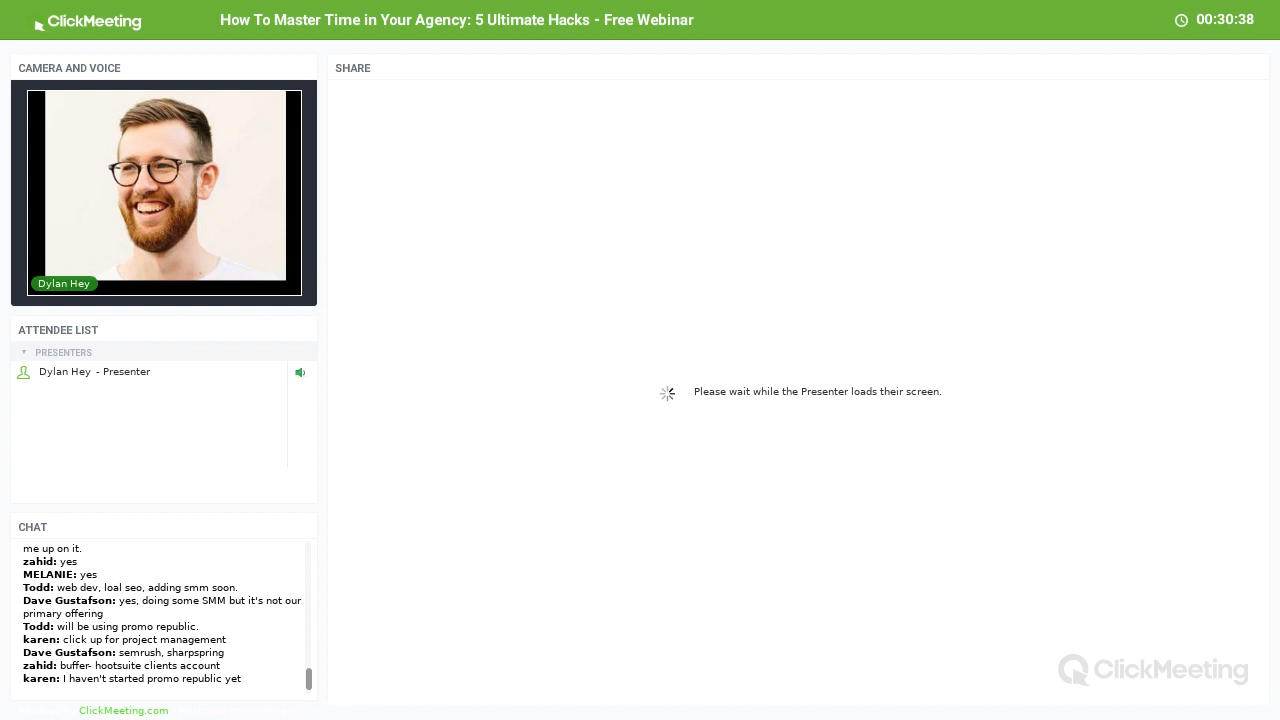 ClickMeeting
How To Master Time in Your Agency: 5 Ultimate Hacks - Free Webinar
00:30:38
CAMERA AND VOICE
Dylan Hey
ATTENDEE LIST
PRESENTERS
Dylan Hey - Presenter
CHAT
me up on it.
zahid: yes
MELANIE: yes
Todd: web dev, loal seo, adding smm soon.
Dave Gustafson: yes, doing some SMM but it's not our
primary offering
Todd: will be using promo republic.
karen: click up for project management
Dave Gustafson: semrush, sharpspring
zahid: buffer- hootsuite clients account
karen: I haven't started promo republic yet
ClickMeeting.com
SHARE
Please wait while the Presenter loads their screen.
ClickMeeting